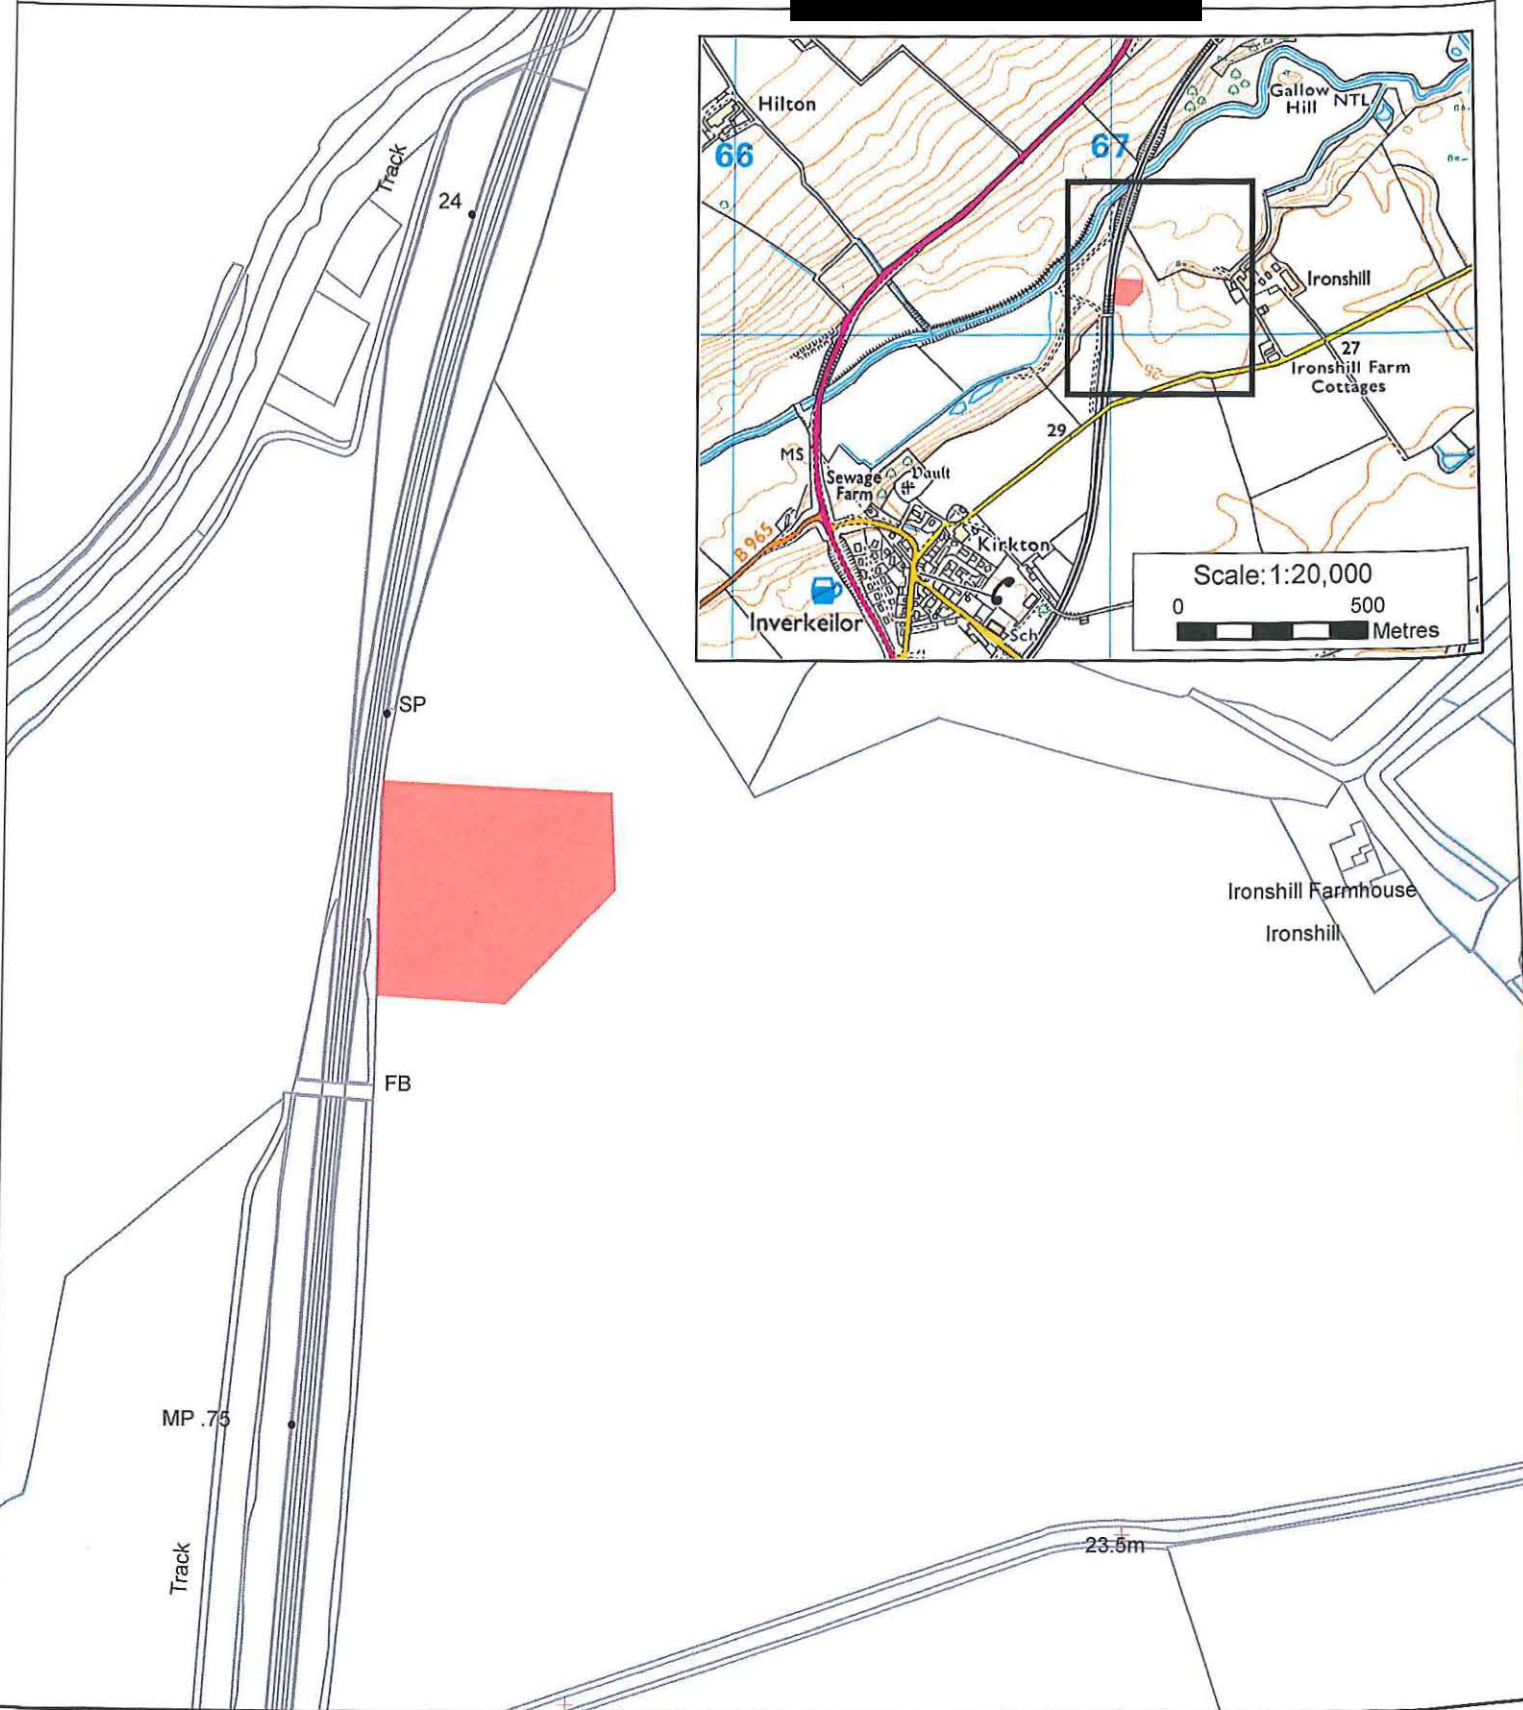 Hilton
66
67
Gallow
Hill
NTL
Ironshill
27
Ironshill Farm
Cottages
25
29
MS
Sewage
Farm
Vault
B 965
Kirkton
Inverkeilor
Sch
Scale:1:20,000
0
500
Metres
Track
24
SP
Ironshill Farmhouse
Ironshill
FB
MP .75
Track
23.5m